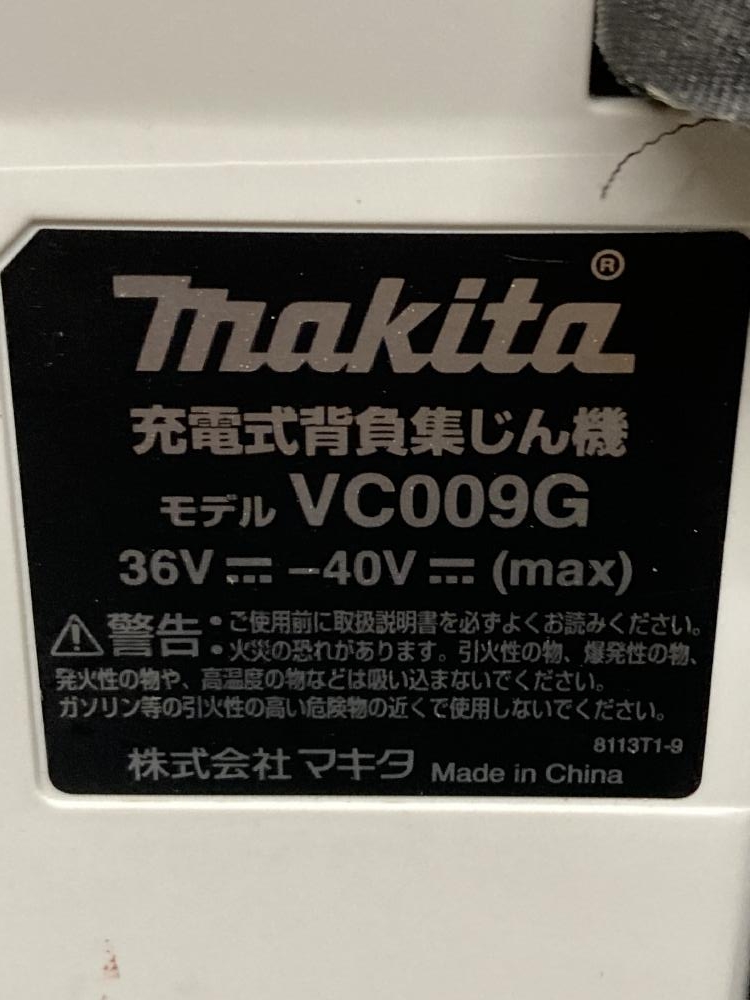 makita®
充電式背負集じん機
モデル VC009G
36V⎓–40V⎓(max)
⚠警告・ご使用前に取扱説明書を必ずよくお読みください。
・火災の恐れがあります。引火性の物、爆発性の物、
発火性の物や、高温度の物などは吸い込まないでください。
ガソリン等の引火性の高い危険物の近くで使用しないでください。
8113T1-9
株式会社マキタ Made in China